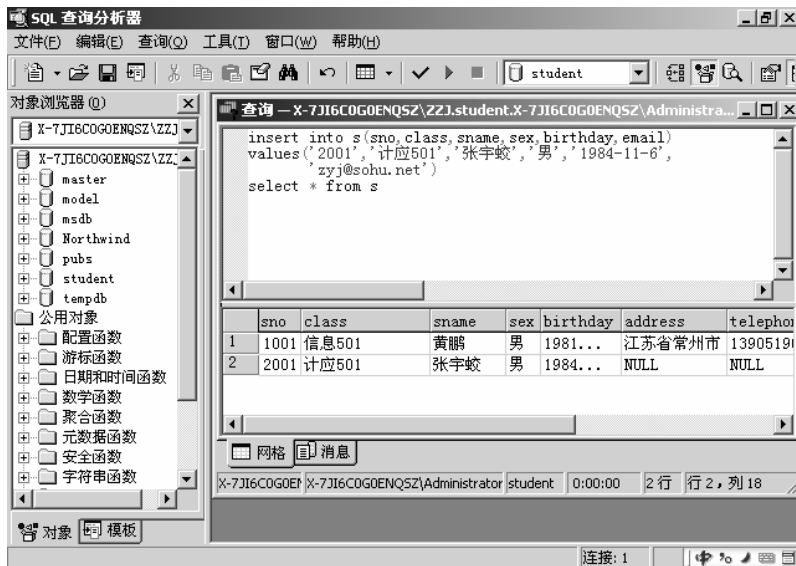 SQL 查询分析器
文件(F) 编辑(E) 查询(Q) 工具(T) 窗口(W) 帮助(H)
student
对象浏览器(O)
X-7JI6C0G0ENQSZ\ZZJ
X-7JI6C0G0ENQSZ\ZZJ
master
model
msdb
Northwind
pubs
student
tempdb
公用对象
配置函数
游标函数
日期和时间函数
数学函数
聚合函数
元数据函数
安全函数
字符串函数
对象 模板
查询 — X-7JI6C0G0ENQSZ\ZZJ.student.X-7JI6C0G0ENQSZ\Administra...
insert into s(sno,class,sname,sex,birthday,email)
values('2001','计应501','张宇蛟','男','1984-11-6',
'zyj@sohu.net')
select * from s
sno class sname sex birthday address telephon
1 1001 信息501 黄鹏 男 1981... 江苏省常州市 1390519
2 2001 计应501 张宇蛟 男 1984... NULL NULL
网格 消息
X-7JI6C0G0EN X-7JI6C0G0ENQSZ\Administrator student 0:00:00 2行 行 2，列 18
连接: 1
中